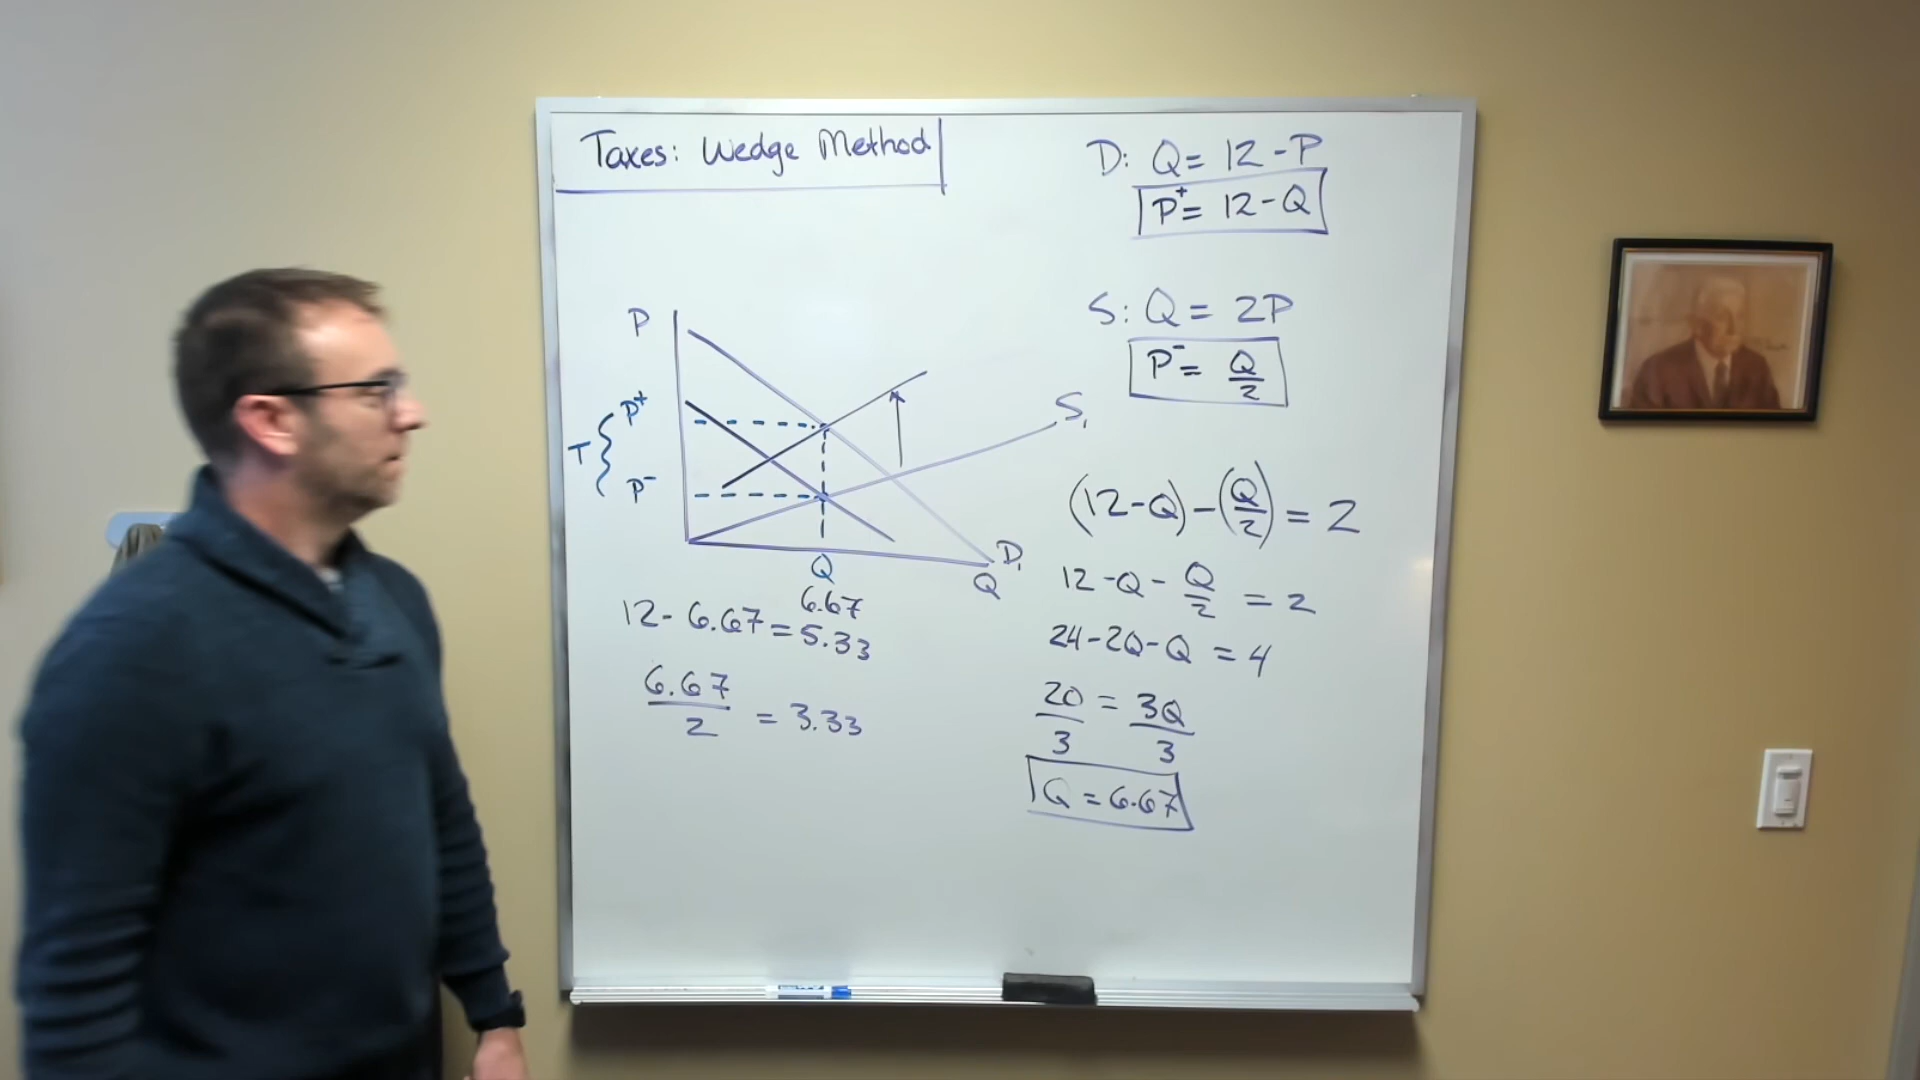 Taxes: Wedge Method
D: Q = 12 - P
P⁺ = 12 - Q
S: Q = 2P
P⁻ = Q/2
P
P⁺
T {
P⁻
S₁
D₁
Q
Q
6.67
12 - 6.67 = 5.33
6.67/2 = 3.33
(12-Q) - (Q/2) = 2
12 - Q - Q/2 = 2
24 - 2Q - Q = 4
20/3 = 3Q/3
Q = 6.67